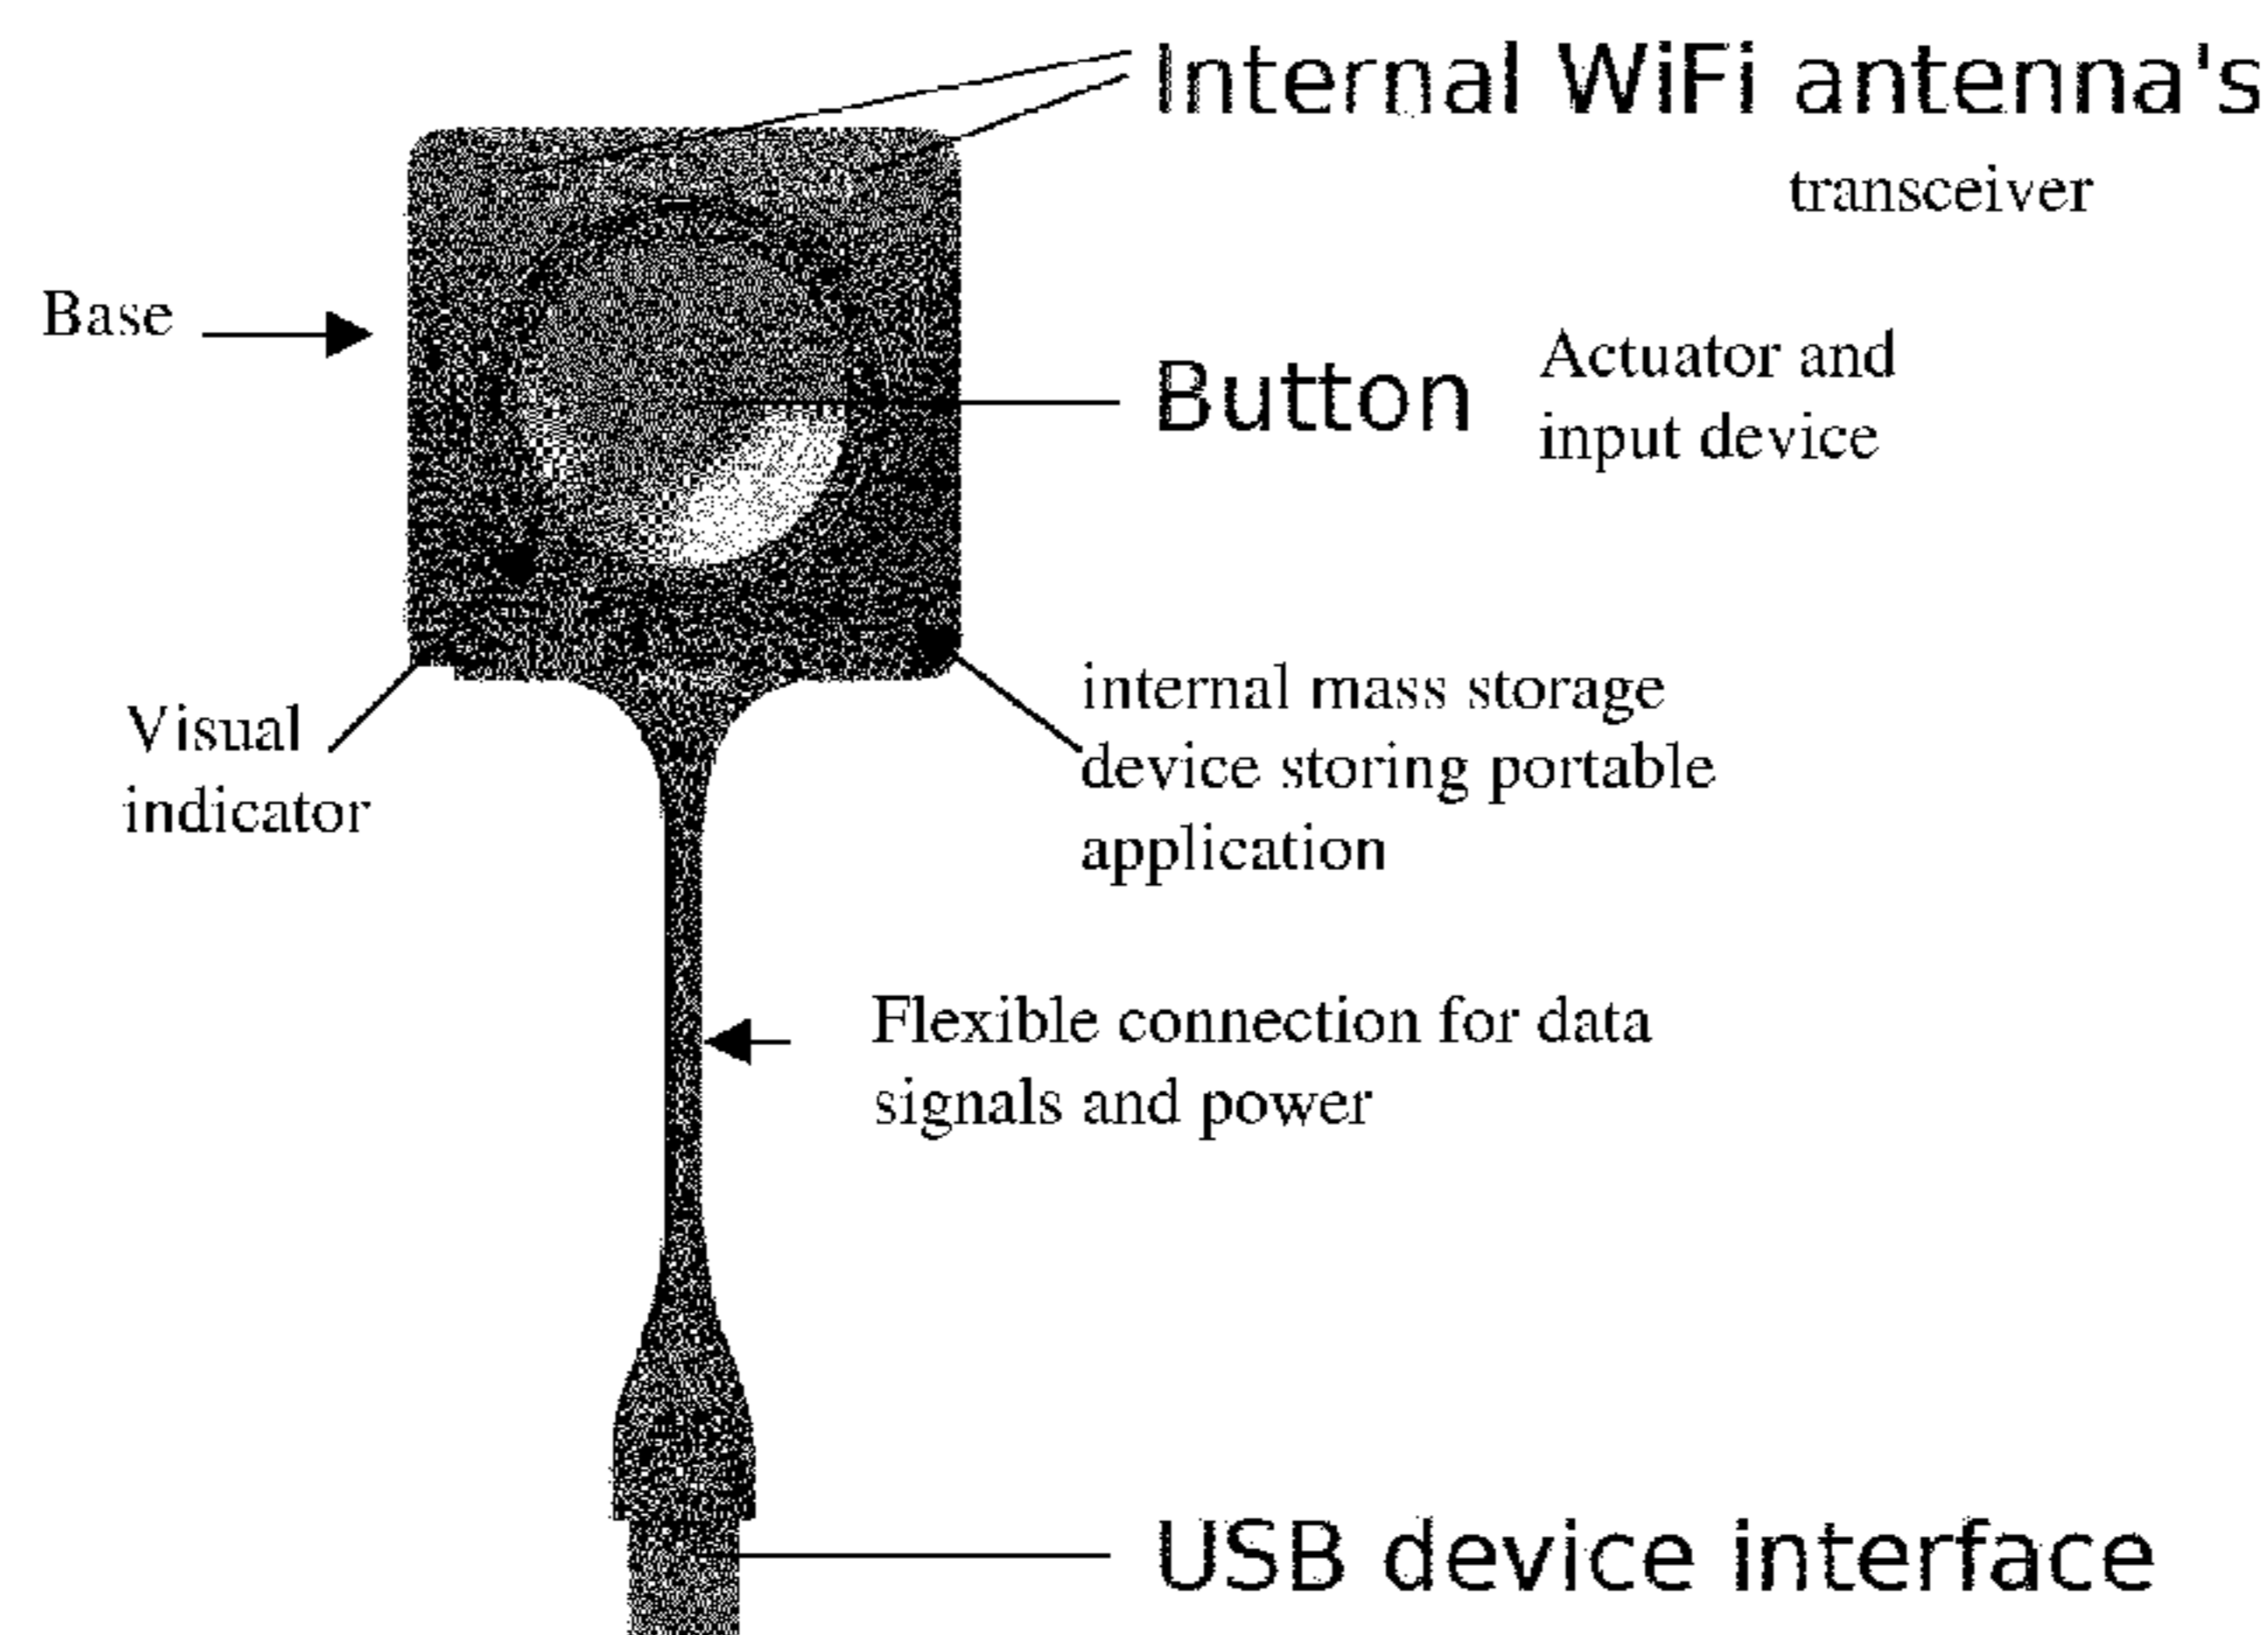 Internal WiFi antenna's
transceiver
Base
Button
Actuator and
input device
Visual
indicator
internal mass storage
device storing portable
application
Flexible connection for data
signals and power
USB device interface